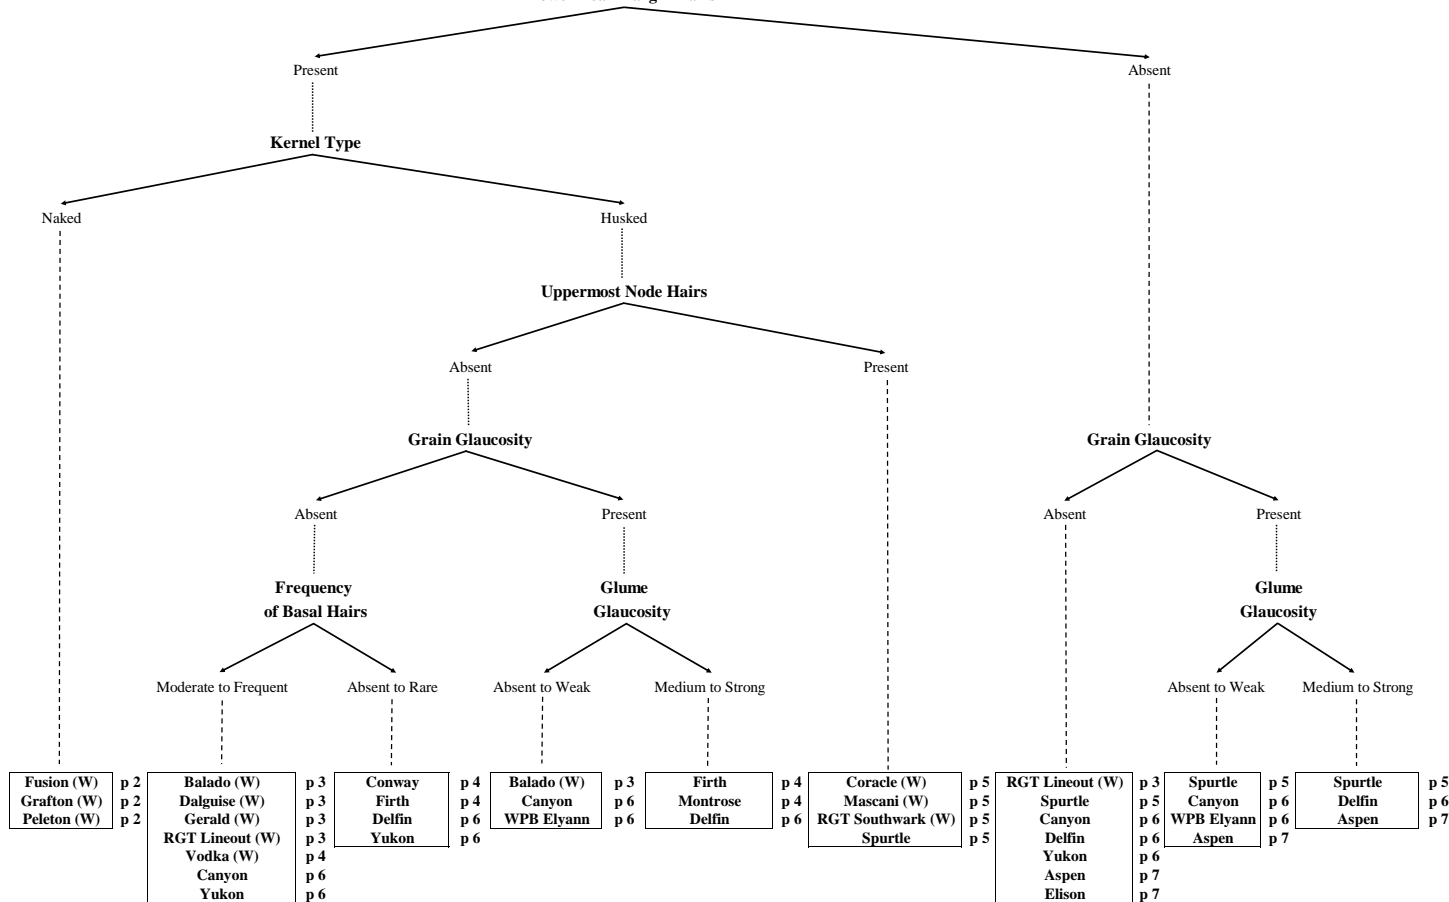 Present
Absent
Kernel Type
Naked
Husked
Uppermost Node Hairs
Absent
Present
Grain Glaucosity
Grain Glaucosity
Absent
Present
Absent
Present
Frequency
of Basal Hairs
Glume
Glaucosity
Glume
Glaucosity
Moderate to Frequent
Absent to Rare
Absent to Weak
Medium to Strong
Absent to Weak
Medium to Strong
Fusion (W) p 2
Grafton (W) p 2
Peleton (W) p 2
Balado (W) p 3
Dalguise (W) p 3
Gerald (W) p 3
RGT Lineout (W) p 3
Vodka (W) p 4
Canyon p 6
Yukon p 6
Conway p 4
Firth p 4
Delfin p 6
Yukon p 6
Balado (W) p 3
Canyon p 6
WPB Elyann p 6
Firth p 4
Montrose p 4
Delfin p 6
Coracle (W) p 5
Mascani (W) p 5
RGT Southwark (W) p 5
Spurtle p 5
RGT Lineout (W) p 3
Spurtle p 5
Canyon p 6
Delfin p 6
Yukon p 6
Aspen p 7
Elison p 7
Spurtle p 5
Canyon p 6
WPB Elyann p 6
Aspen p 7
Spurtle p 5
Delfin p 6
Aspen p 7